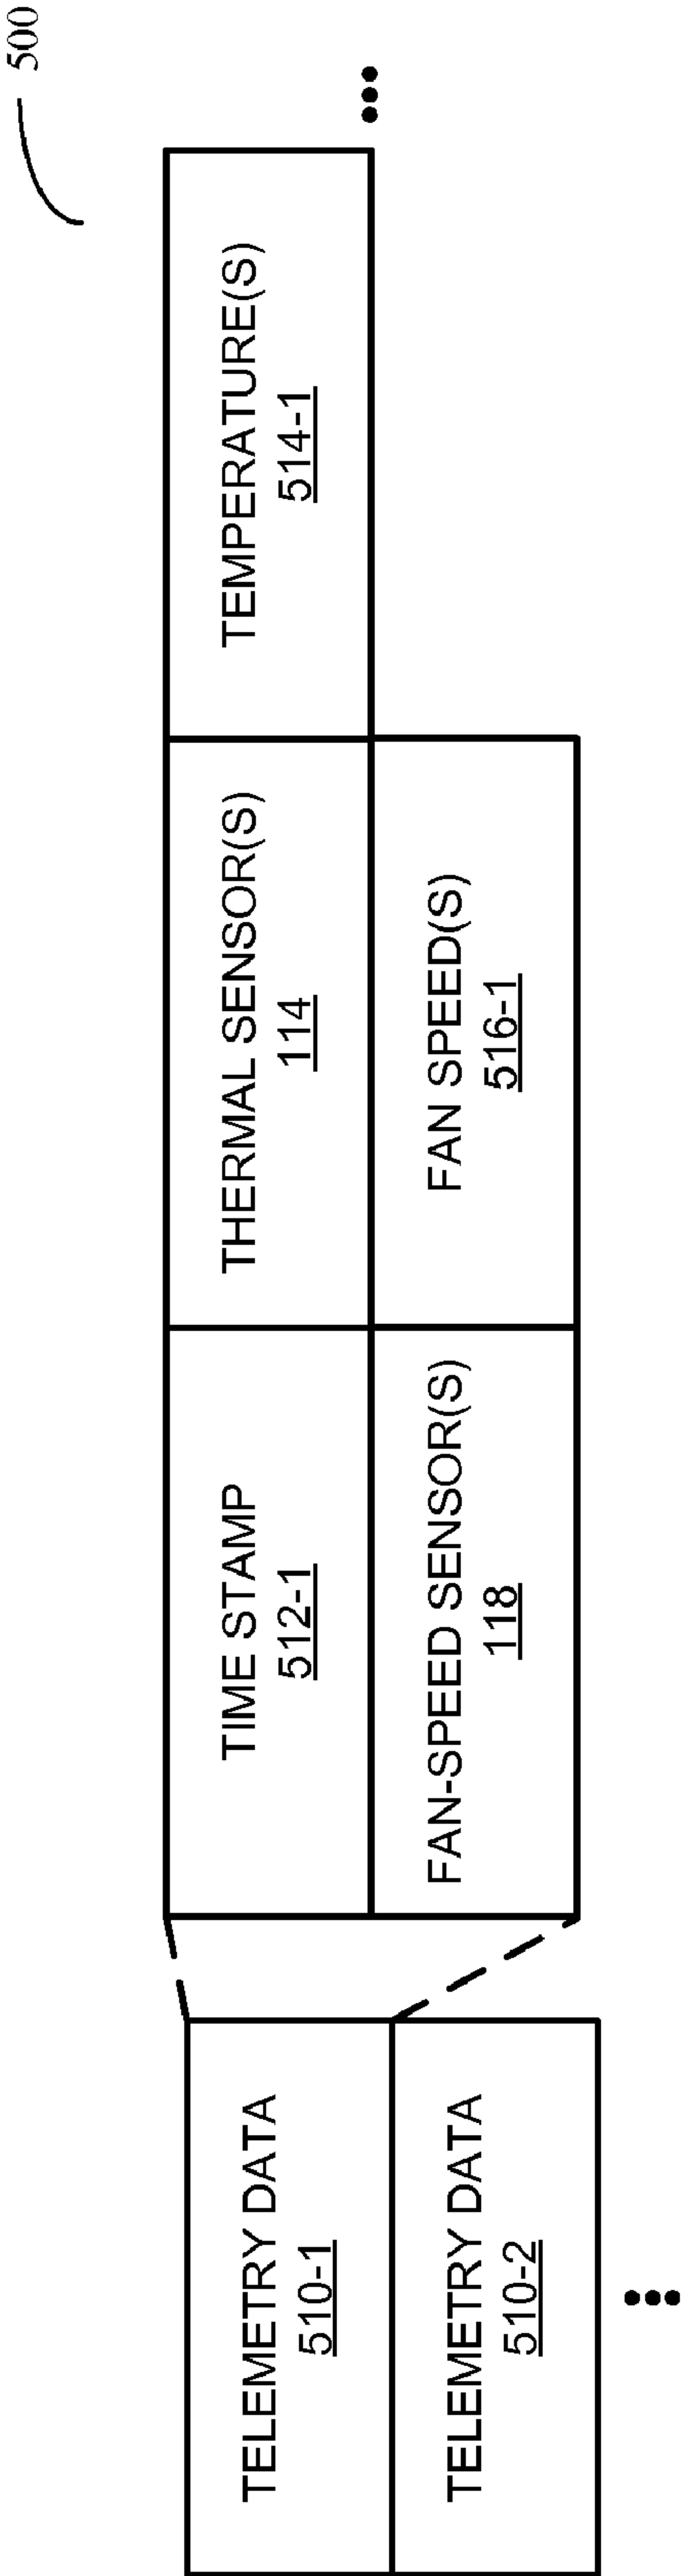 500
TELEMETRY DATA
510-1
TELEMETRY DATA
510-2
TIME STAMP
512-1
THERMAL SENSOR(S)
114
TEMPERATURE(S)
514-1
FAN-SPEED SENSOR(S)
118
FAN SPEED(S)
516-1